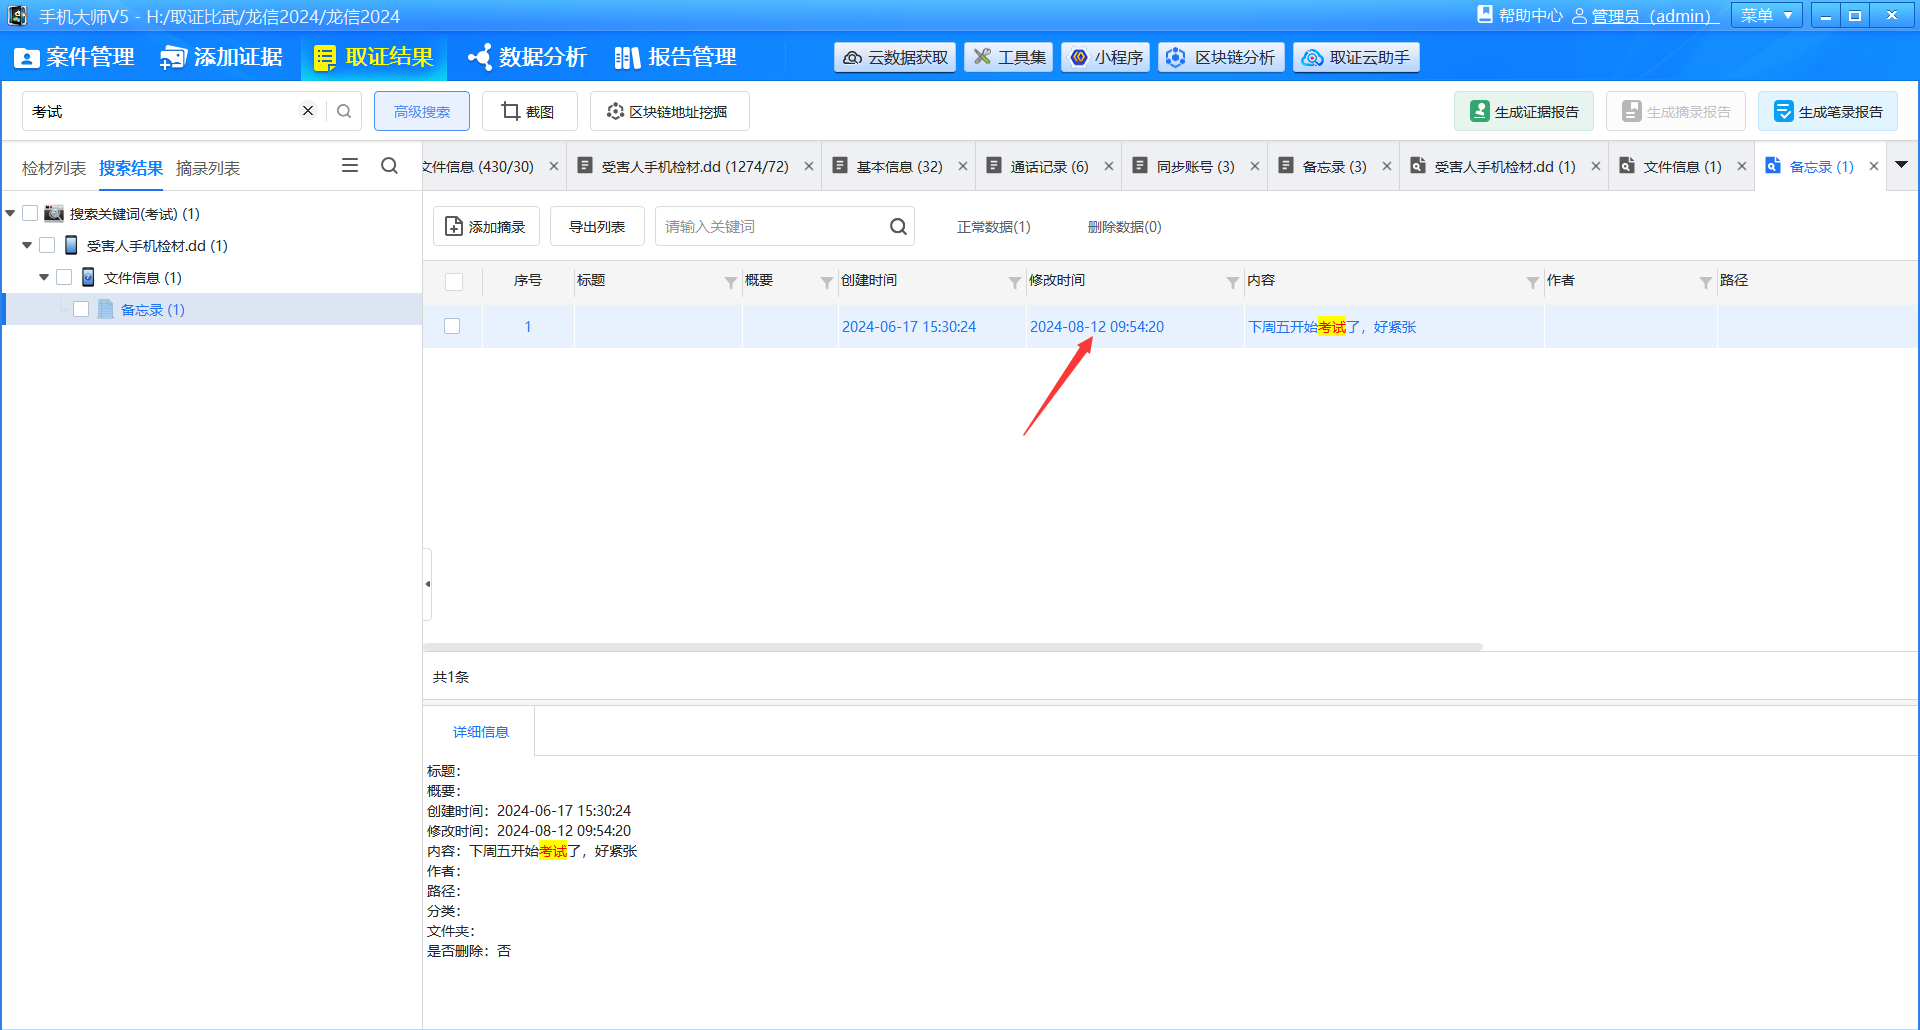 手机大师V5 - H:/取证比武/龙信2024/龙信2024
帮助中心 管理员（admin） 菜单
案件管理 添加证据 取证结果 数据分析 报告管理 云数据获取 工具集 小程序 区块链分析 取证云助手
考试 高级搜索 截图 区块链地址挖掘 生成证据报告 生成摘录报告 生成笔录报告
检材列表 搜索结果 摘录列表
文件信息 (430/30) 受害人手机检材.dd (1274/72) 基本信息 (32) 通话记录 (6) 同步账号 (3) 备忘录 (3) 受害人手机检材.dd (1) 文件信息 (1) 备忘录 (1)
搜索关键词(考试) (1)
受害人手机检材.dd (1)
文件信息 (1)
备忘录 (1)
添加摘录 导出列表 请输入关键词 正常数据(1) 删除数据(0)
序号 标题 概要 创建时间 修改时间 内容 作者 路径
1 2024-06-17 15:30:24 2024-08-12 09:54:20 下周五开始考试了，好紧张
共1条
详细信息
标题：
概要：
创建时间：2024-06-17 15:30:24
修改时间：2024-08-12 09:54:20
内容：下周五开始考试了，好紧张
作者：
路径：
分类：
文件夹：
是否删除：否